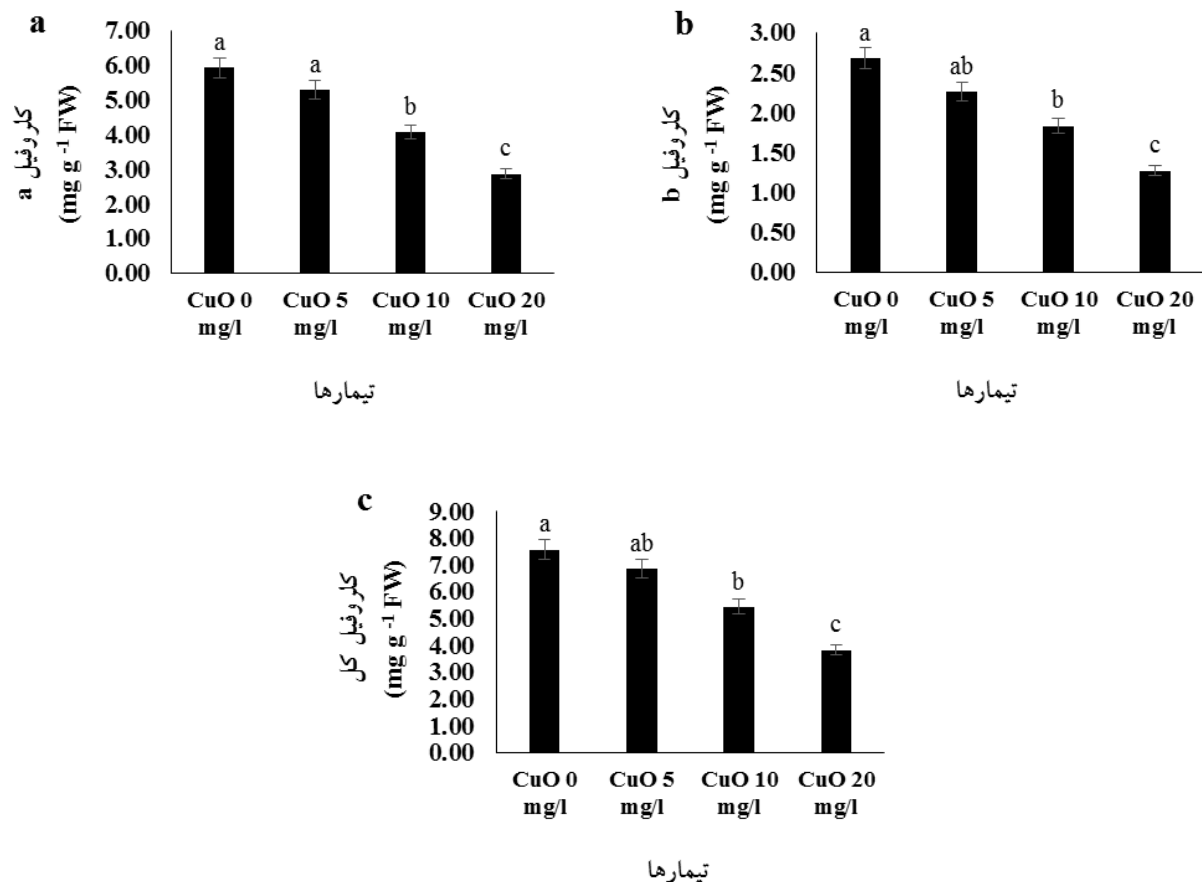 a
7.00
6.00
5.00
4.00
3.00
2.00
1.00
0.00
کلروفیل a
(mg g -1 FW)
a
a
b
c
CuO 0 mg/l
CuO 5 mg/l
CuO 10 mg/l
CuO 20 mg/l
تیمارها
b
3.00
2.50
2.00
1.50
1.00
0.50
0.00
کلروفیل b
(mg g -1 FW)
a
ab
b
c
CuO 0 mg/l
CuO 5 mg/l
CuO 10 mg/l
CuO 20 mg/l
تیمارها
c
9.00
8.00
7.00
6.00
5.00
4.00
3.00
2.00
1.00
0.00
کلروفیل کل
(mg g -1 FW)
a
ab
b
c
CuO 0 mg/l
CuO 5 mg/l
CuO 10 mg/l
CuO 20 mg/l
تیمارها